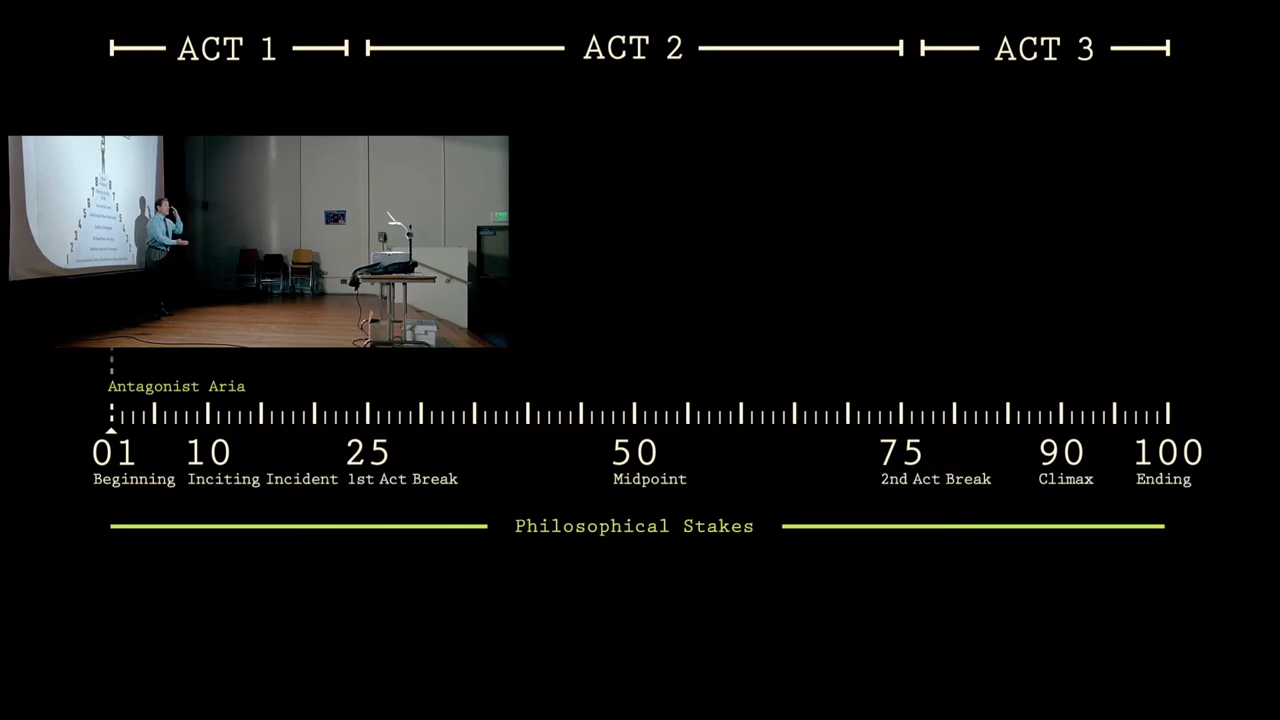 ACT 1
ACT 2
ACT 3
Antagonist Aria
01
10
25
50
75
90
100
Beginning
Inciting Incident
1st Act Break
Midpoint
2nd Act Break
Climax
Ending
Philosophical Stakes